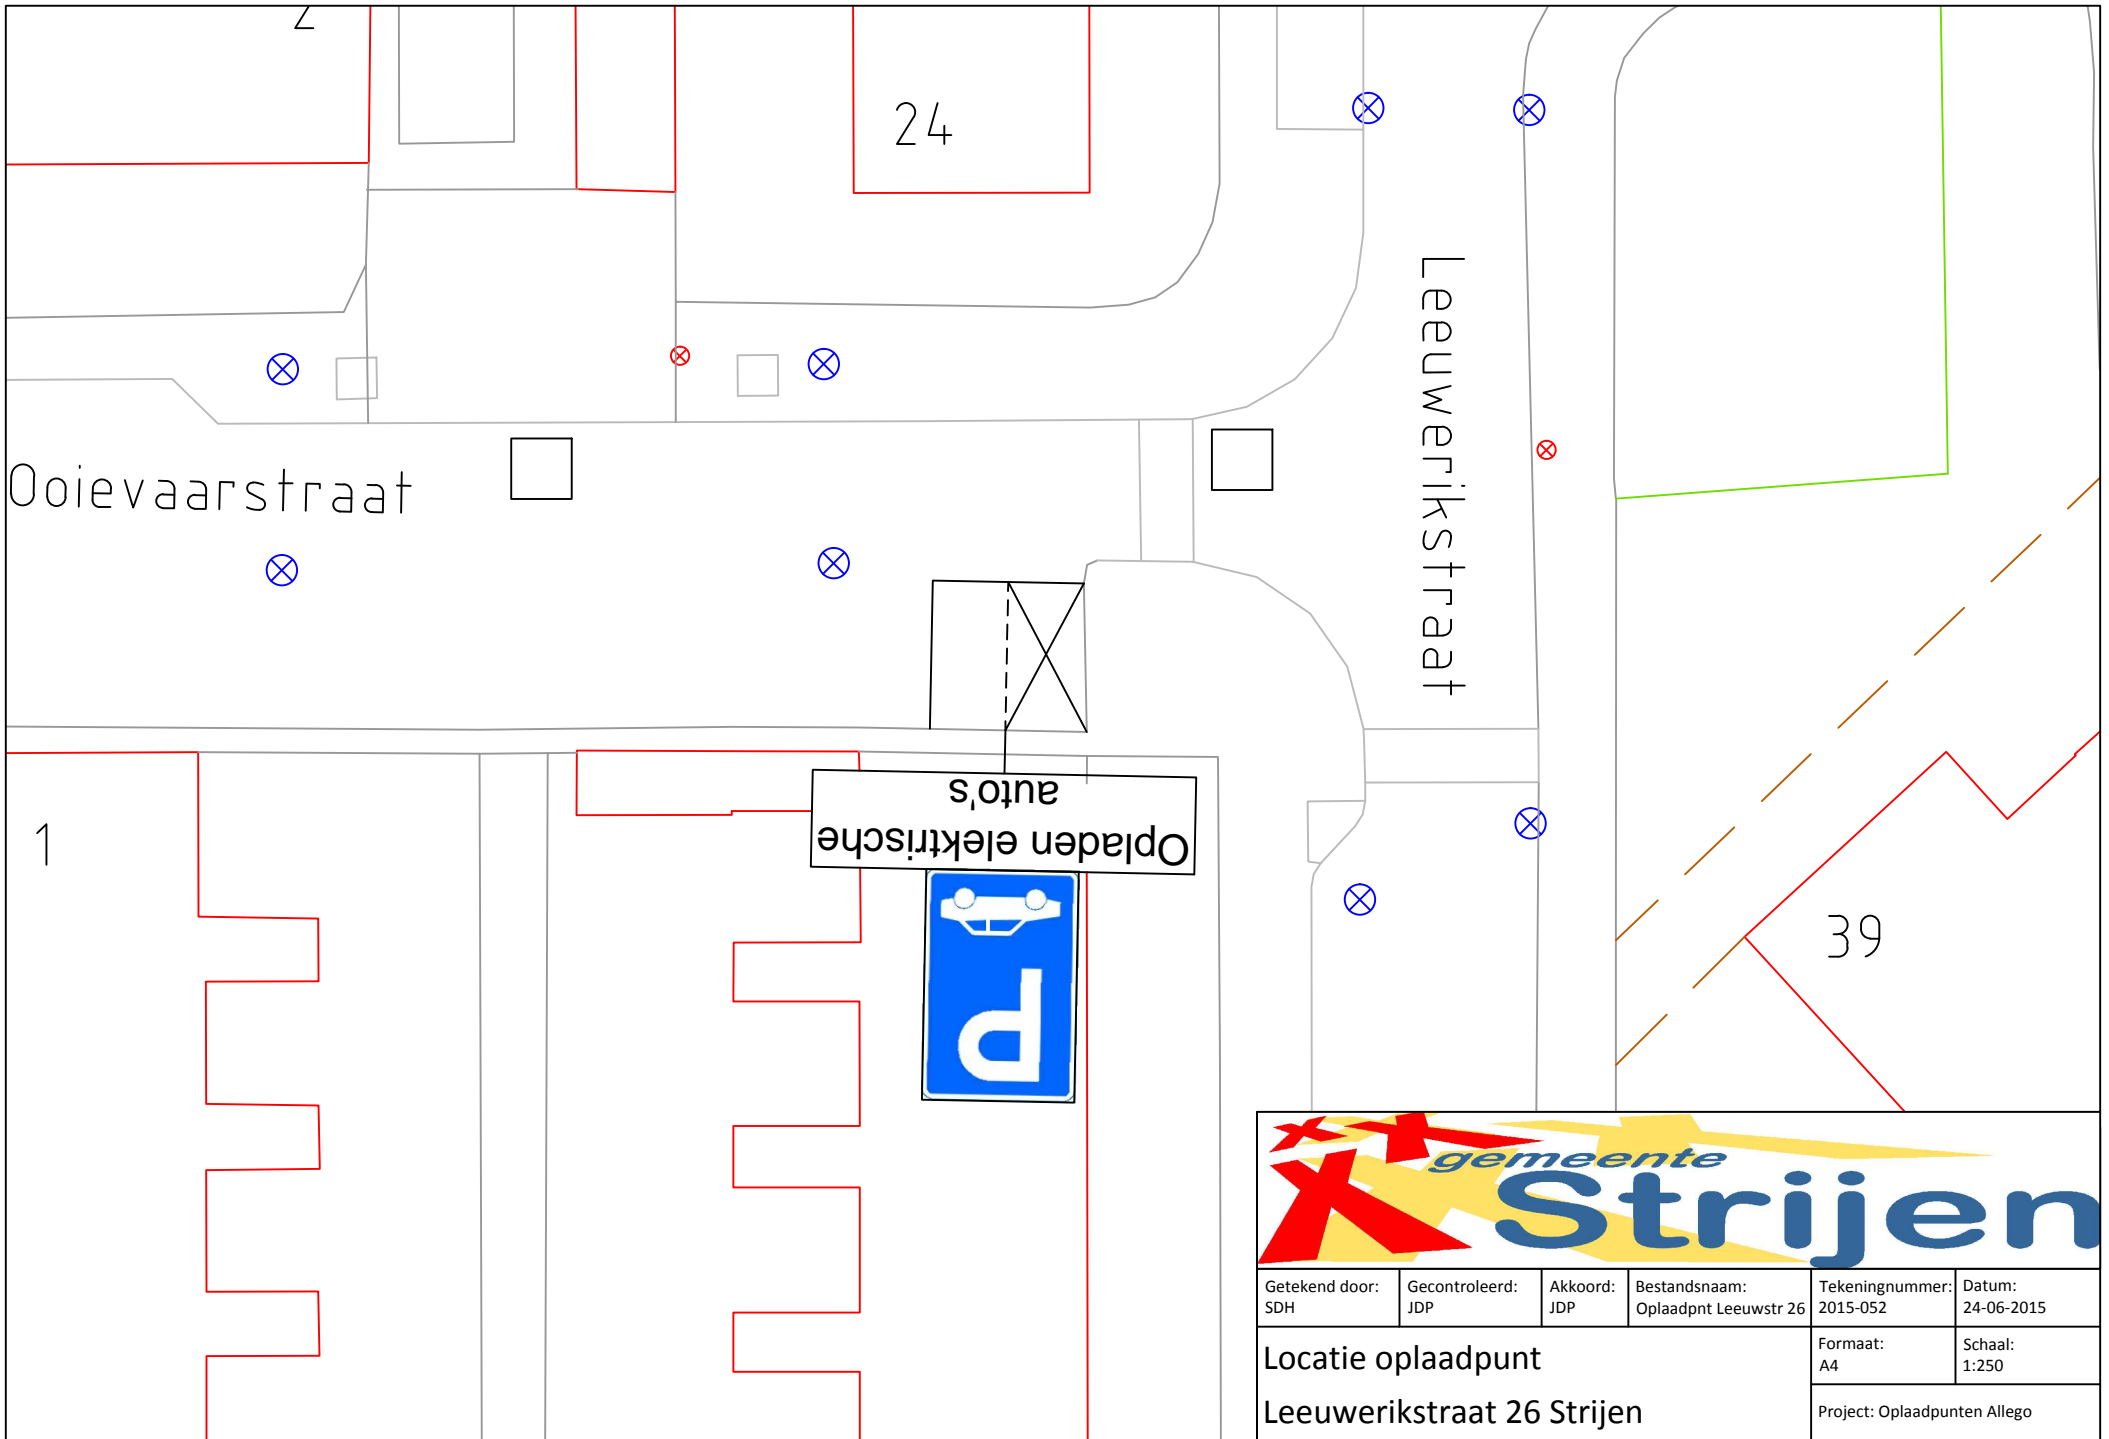 2
24
Leeuwerikstraat
Ooievaarstraat
Opladen elektrische
auto's
P
1
39
gemeente
Strijen
Getekend door:
SDH
Gecontroleerd:
JDP
Akkoord:
JDP
Bestandsnaam:
Oplaadpnt Leeuwstr 26
Tekeningnummer:
2015-052
Datum:
24-06-2015
Locatie oplaadpunt
Leeuwerikstraat 26 Strijen
Formaat:
A4
Schaal:
1:250
Project: Oplaadpunten Allego